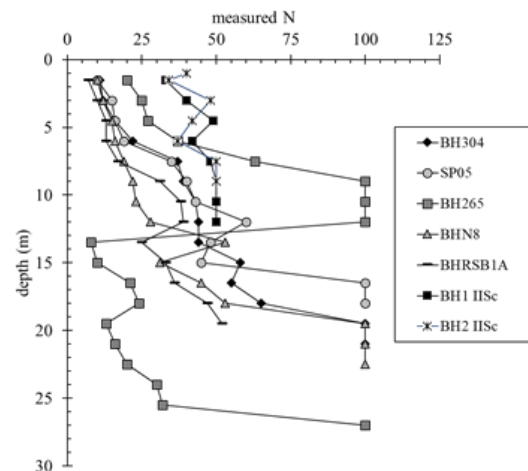 measured N
0 25 50 75 100 125
0
5
10
15
20
25
30
depth (m)
BH304
SP05
BH265
BHN8
BHRSB1A
BH1 IISc
BH2 IISc